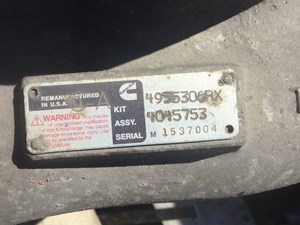 REMANUFACTURED
IN U.S.A.
WARNING
KIT 4955306RX
ASSY. 4045753
SERIAL M 1537004